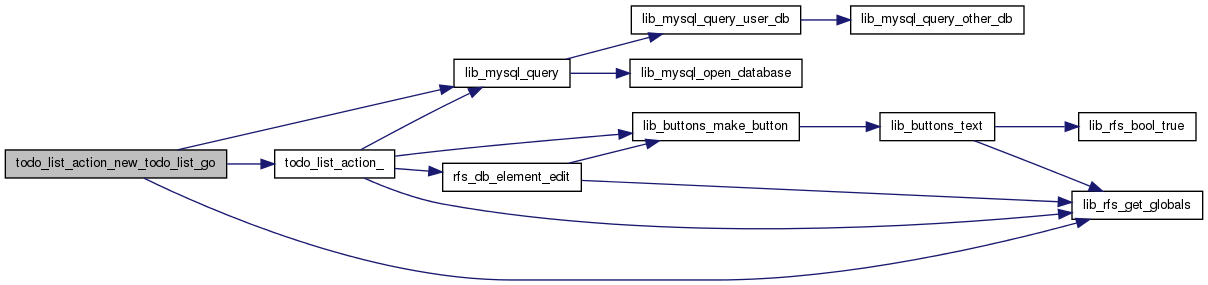 lib_mysql_query_user_db
lib_mysql_query_other_db
lib_mysql_query
lib_mysql_open_database
lib_buttons_make_button
lib_buttons_text
lib_rfs_bool_true
todo_list_action_new_todo_list_go
todo_list_action_
rfs_db_element_edit
lib_rfs_get_globals